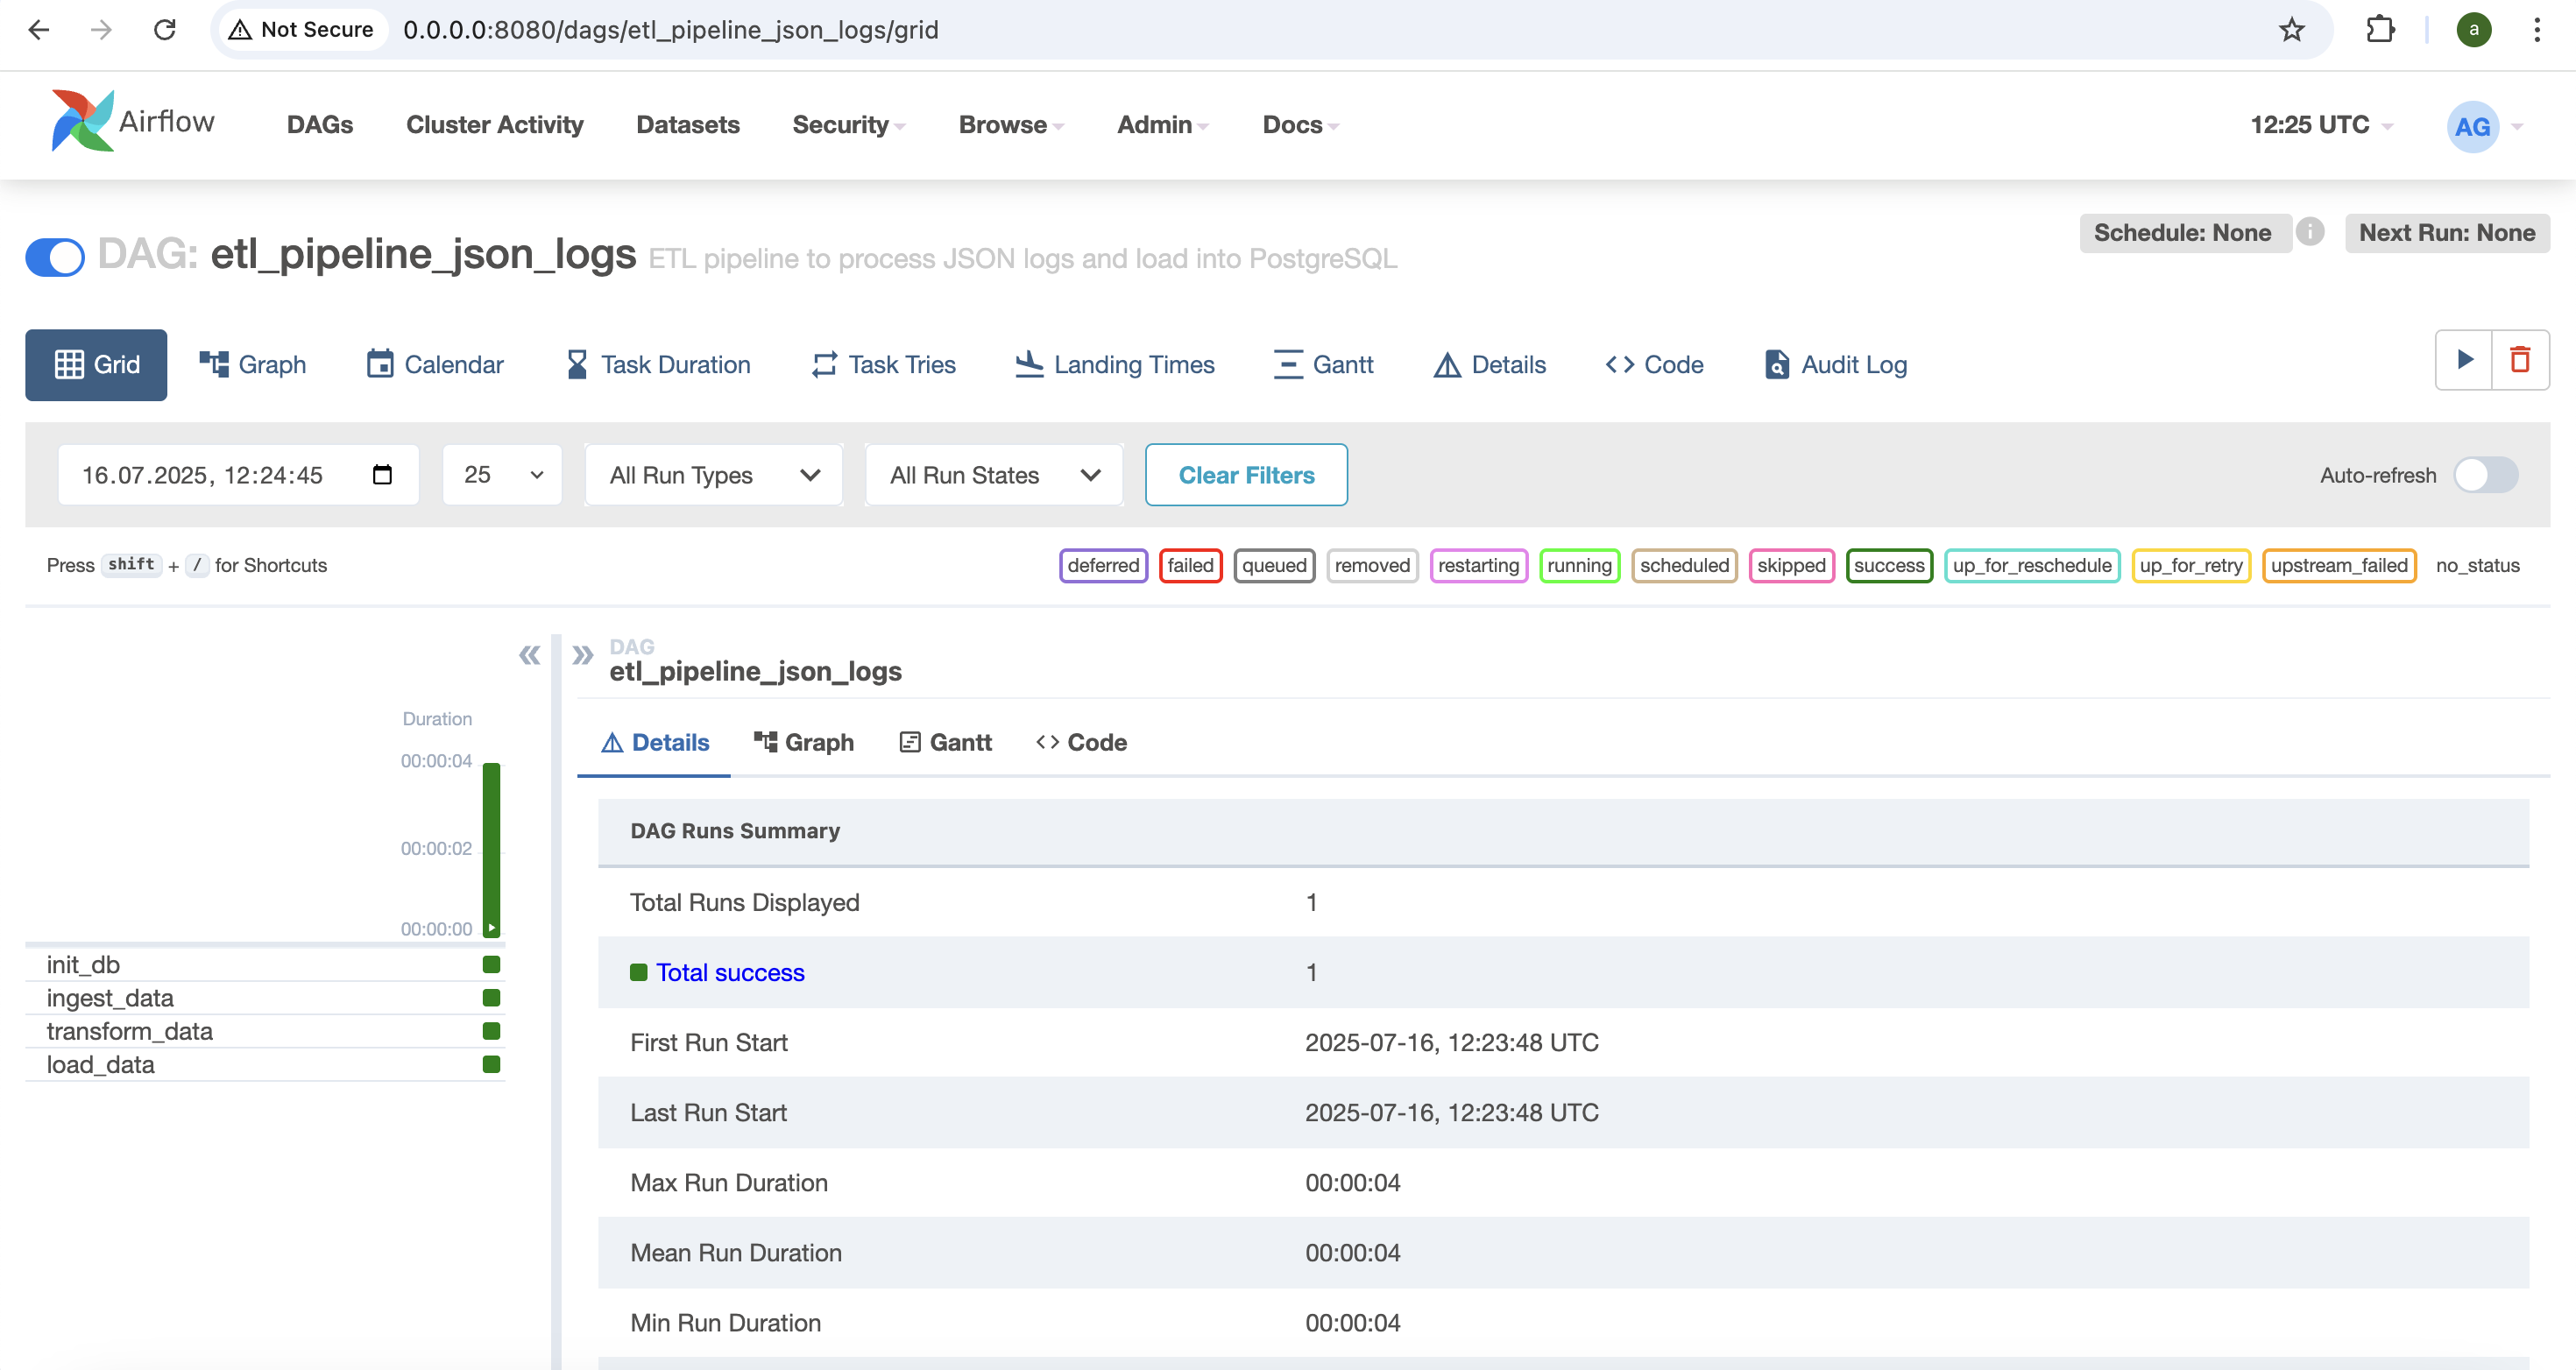 Not Secure 0.0.0.0:8080/dags/etl_pipeline_json_logs/grid a
Airflow DAGs Cluster Activity Datasets Security Browse Admin Docs 12:25 UTC AG
DAG: etl_pipeline_json_logs ETL pipeline to process JSON logs and load into PostgreSQL Schedule: None i Next Run: None
Grid Graph Calendar Task Duration Task Tries Landing Times Gantt Details Code Audit Log
16.07.2025, 12:24:45 25 All Run Types All Run States Clear Filters Auto-refresh
Press shift + / for Shortcuts deferred failed queued removed restarting running scheduled skipped success up_for_reschedule up_for_retry upstream_failed no_status
Duration
00:00:04
00:00:02
00:00:00
init_db
ingest_data
transform_data
load_data
DAG
etl_pipeline_json_logs
Details Graph Gantt Code
DAG Runs Summary
Total Runs Displayed 1
Total success 1
First Run Start 2025-07-16, 12:23:48 UTC
Last Run Start 2025-07-16, 12:23:48 UTC
Max Run Duration 00:00:04
Mean Run Duration 00:00:04
Min Run Duration 00:00:04